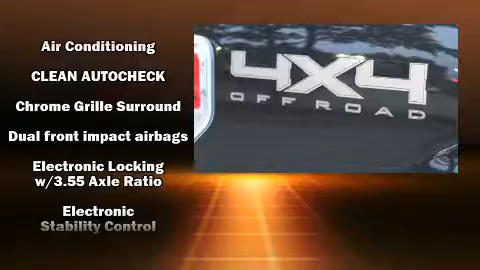 Air Conditioning
CLEAN AUTOCHECK
Chrome Grille Surround
Dual front impact airbags
Electronic Locking
w/3.55 Axle Ratio
Electronic
Stability Control
4X4
OFFROAD